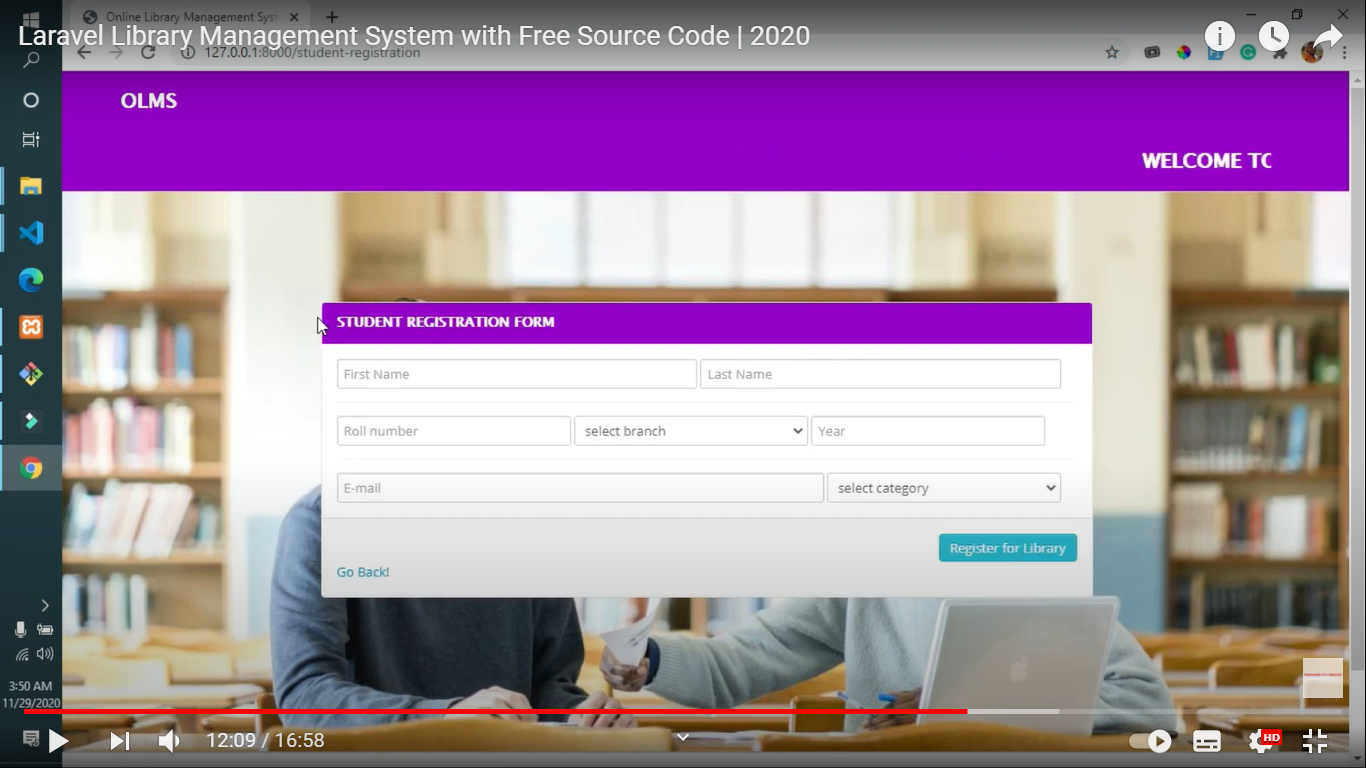 Online Library Management Syst
Laravel Library Management System with Free Source Code | 2020
127.0.0.1:8000/student-registration
OLMS
WELCOME TO
STUDENT REGISTRATION FORM
First Name Last Name
Roll number select branch Year
E-mail select category
Register for Library
Go Back!
3:50 AM
11/29/2020
12:09 / 16:58
HD